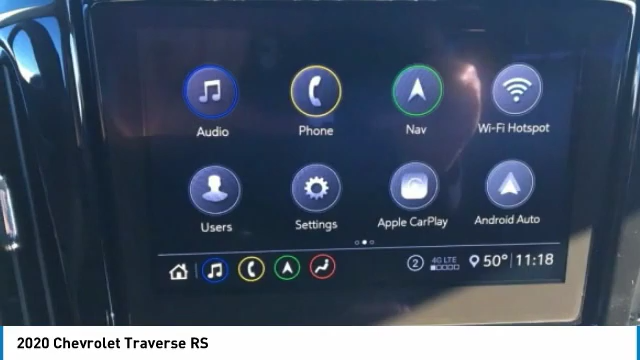 Audio Phone Nav Wi-Fi Hotspot
Users Settings Apple CarPlay Android Auto
2 4G LTE 50° 11:18
2020 Chevrolet Traverse RS